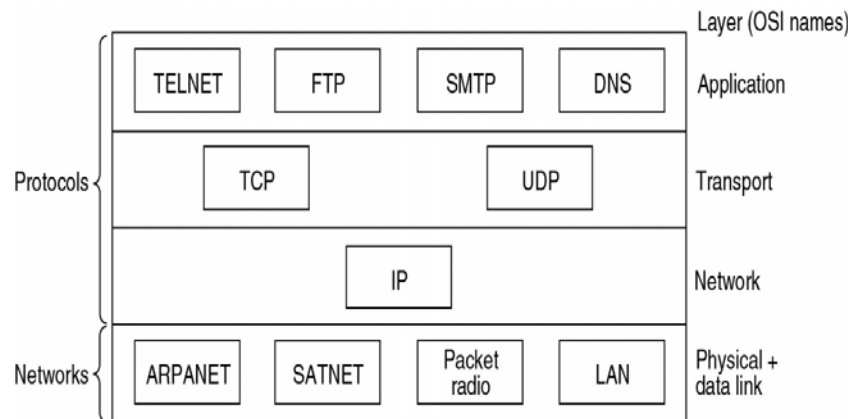 Layer (OSI names)
TELNET FTP SMTP DNS Application
Protocols TCP UDP Transport
IP Network
Networks ARPANET SATNET Packet radio LAN Physical + data link